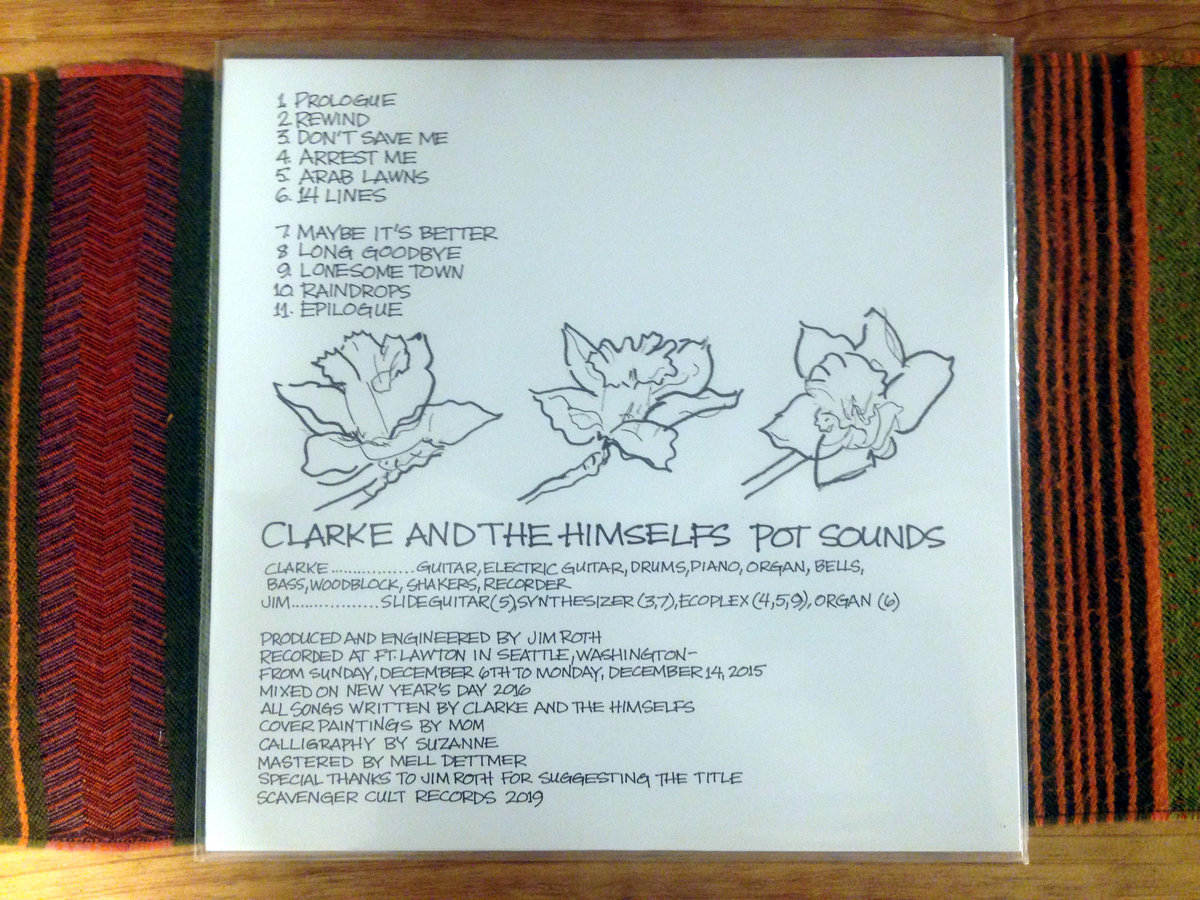 1. PROLOGUE
2. REWIND
3. DON'T SAVE ME
4. ARREST ME
5. ARAB LAWNS
6. 14 LINES
7. MAYBE IT'S BETTER
8 LONG GOODBYE
9. LONESOME TOWN
10. RAINDROPS
11. EPILOGUE
CLARKE AND THE HIMSELFS POT SOUNDS
CLARKE.................GUITAR, ELECTRIC GUITAR, DRUMS, PIANO, ORGAN, BELLS,
BASS, WOODBLOCK, SHAKERS, RECORDER
JIM.................SLIDE GUITAR (5), SYNTHESIZER (3,7), ECOPLEX (4,5,9), ORGAN (6)
PRODUCED AND ENGINEERED BY JIM ROTH
RECORDED AT FT. LAWTON IN SEATTLE, WASHINGTON-
FROM SUNDAY, DECEMBER 6TH TO MONDAY, DECEMBER 14, 2015
MIXED ON NEW YEAR'S DAY 2016
ALL SONGS WRITTEN BY CLARKE AND THE HIMSELFS
COVER PAINTINGS BY MOM
CALLIGRAPHY BY SUZANNE
MASTERED BY MELL DETTMER
SPECIAL THANKS TO JIM ROTH FOR SUGGESTING THE TITLE
SCAVENGER CULT RECORDS 2019